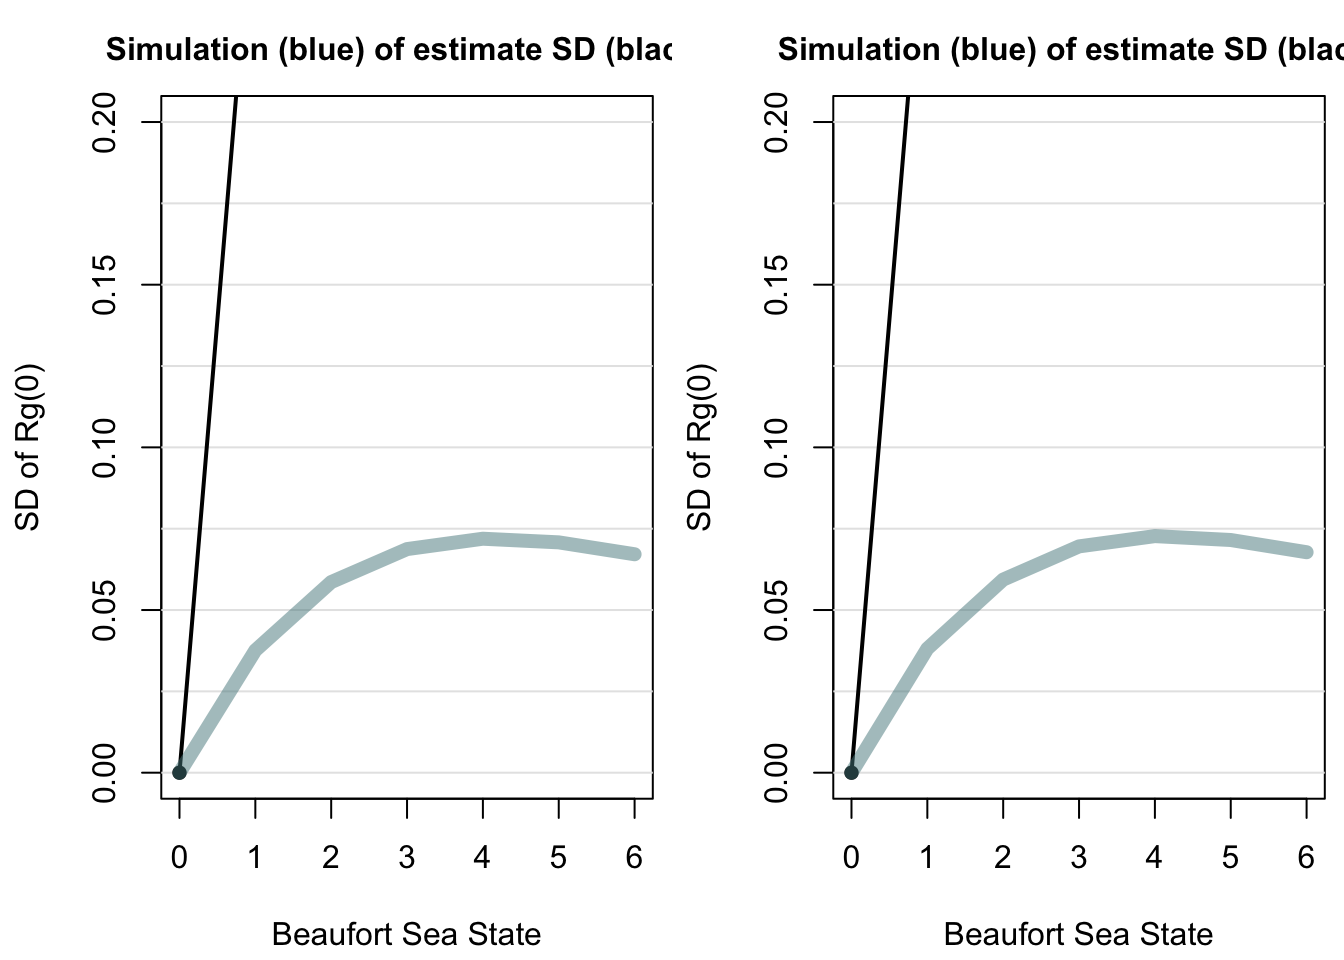 Simulation (blue) of estimate SD (blac
0.20
0.15
0.10
0.05
0.00
SD of Rg(0)
0 1 2 3 4 5 6
Beaufort Sea State
Simulation (blue) of estimate SD (blac
0.20
0.15
0.10
0.05
0.00
SD of Rg(0)
0 1 2 3 4 5 6
Beaufort Sea State